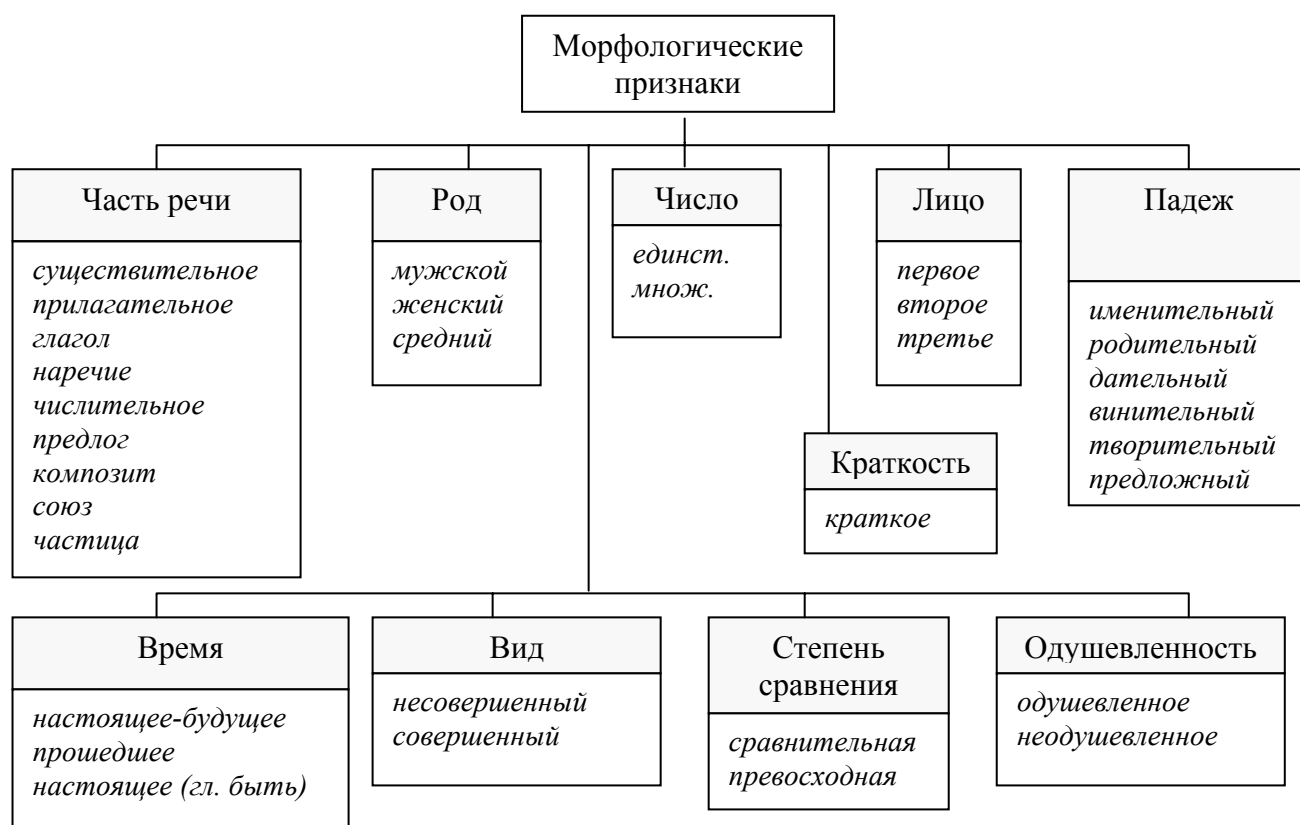 Морфологические
признаки
Часть речи
существительное
прилагательное
глагол
наречие
числительное
предлог
композит
союз
частица
Род
мужской
женский
средний
Число
единст.
множ.
Лицо
первое
второе
третье
Падеж
именительный
родительный
дательный
винительный
творительный
предложный
Краткость
краткое
Время
настоящее-будущее
прошедшее
настоящее (гл. быть)
Вид
несовершенный
совершенный
Степень
сравнения
сравнительная
превосходная
Одушевленность
одушевленное
неодушевленное